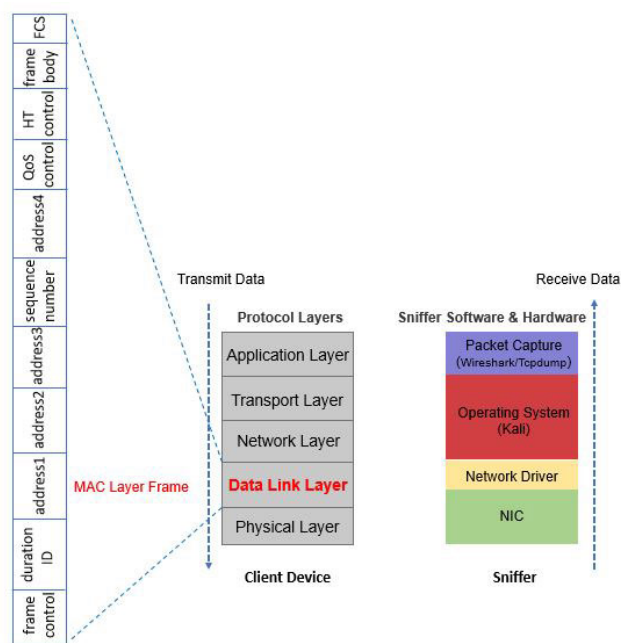 FCS
frame
body
HT
control
QoS
control
address4
sequence
number
address3
address2
address1
duration
ID
frame
control
MAC Layer Frame
Transmit Data
Protocol Layers
Application Layer
Transport Layer
Network Layer
Data Link Layer
Physical Layer
Client Device
Receive Data
Sniffer Software & Hardware
Packet Capture
(Wireshark/Tcpdump)
Operating System
(Kali)
Network Driver
NIC
Sniffer